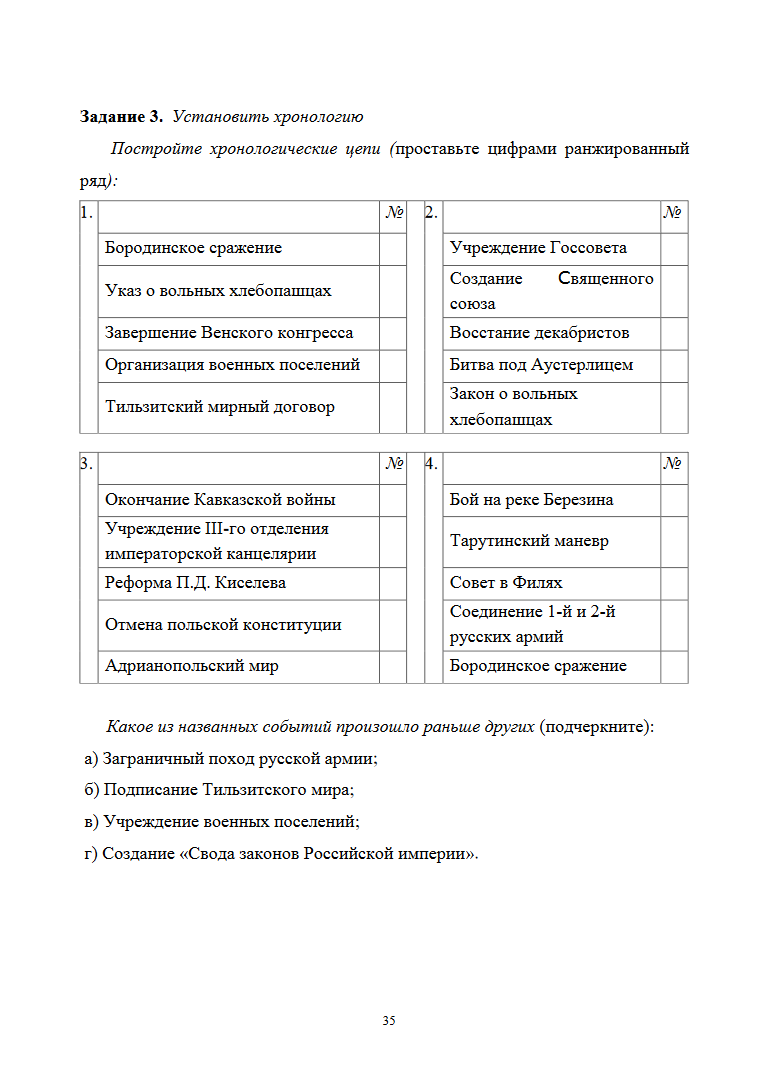 Задание 3. Установить хронологию
Постройте хронологические цепи (проставьте цифрами ранжированный
ряд):
1. № 2. №
Бородинское сражение Учреждение Госсовета
Указ о вольных хлебопашцах Создание Священного
союза
Завершение Венского конгресса Восстание декабристов
Организация военных поселений Битва под Аустерлицем
Тильзитский мирный договор Закон о вольных
хлебопашцах
3. № 4. №
Окончание Кавказской войны Бой на реке Березина
Учреждение III-го отделения
императорской канцелярии Тарутинский маневр
Реформа П.Д. Киселева Совет в Филях
Отмена польской конституции Соединение 1-й и 2-й
русских армий
Адрианопольский мир Бородинское сражение
Какое из названных событий произошло раньше других (подчеркните):
а) Заграничный поход русской армии;
б) Подписание Тильзитского мира;
в) Учреждение военных поселений;
г) Создание «Свода законов Российской империи».
35